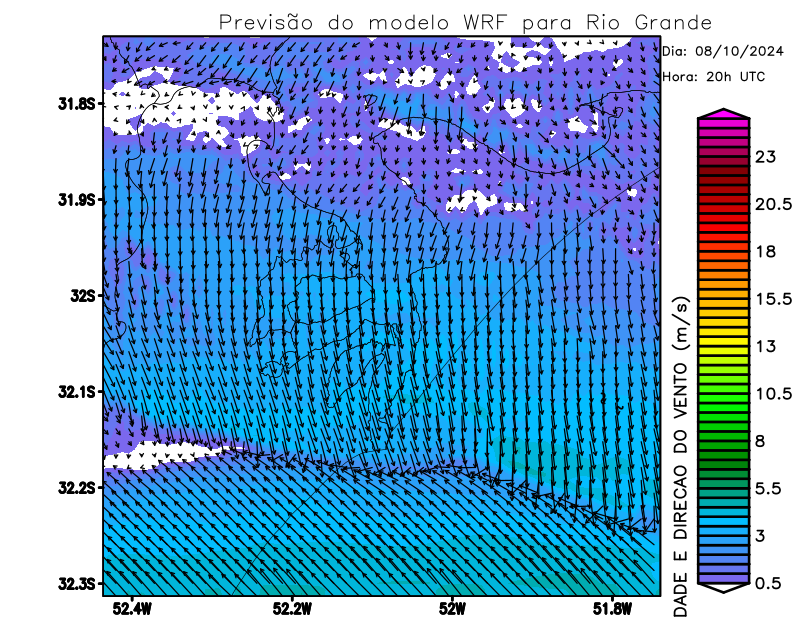 Previsão do modelo WRF para Rio Grande
Dia: 08/10/2024
Hora: 20h UTC
31.8S
31.9S
32S
32.1S
32.2S
32.3S
52.4W
52.2W
52W
51.8W
23
20.5
18
15.5
13
10.5
8
5.5
3
0.5
DADE E DIRECAO DO VENTO (m/s)